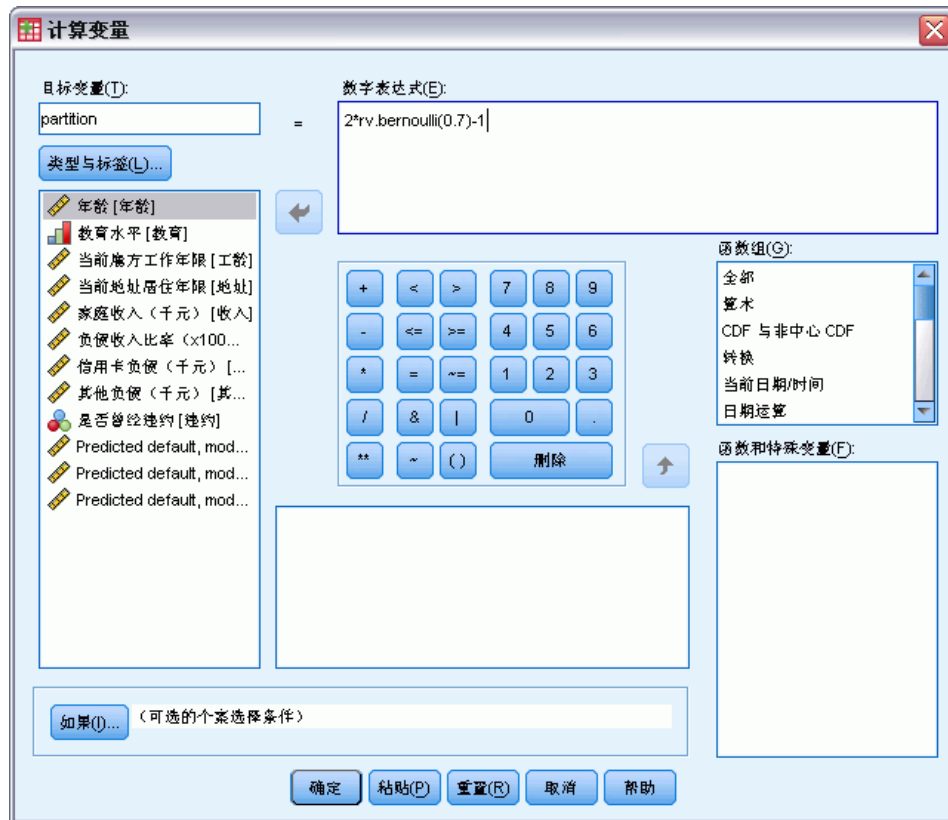 计算变量
目标变量(T):
partition
=
数字表达式(E):
2*rv.bernoulli(0.7)-1
类型与标签(L)...
年龄 [年龄]
教育水平 [教育]
当前雇方工作年限 [工龄]
当前地址居住年限 [地址]
家庭收入（千元） [收入]
负债收入比率（x100...
信用卡负债（千元） [...
其他负债（千元） [其...
是否曾经违约 [违约]
Predicted default, mod...
Predicted default, mod...
Predicted default, mod...
+ < > 7 8 9
- <= >= 4 5 6
* = ~= 1 2 3
/ & | 0 .
** ~ ( ) 删除
函数组(G):
全部
算术
CDF 与非中心 CDF
转换
当前日期/时间
日期运算
函数和特殊变量(F):
如果(I)... （可选的个案选择条件）
确定 粘贴(P) 重置(R) 取消 帮助